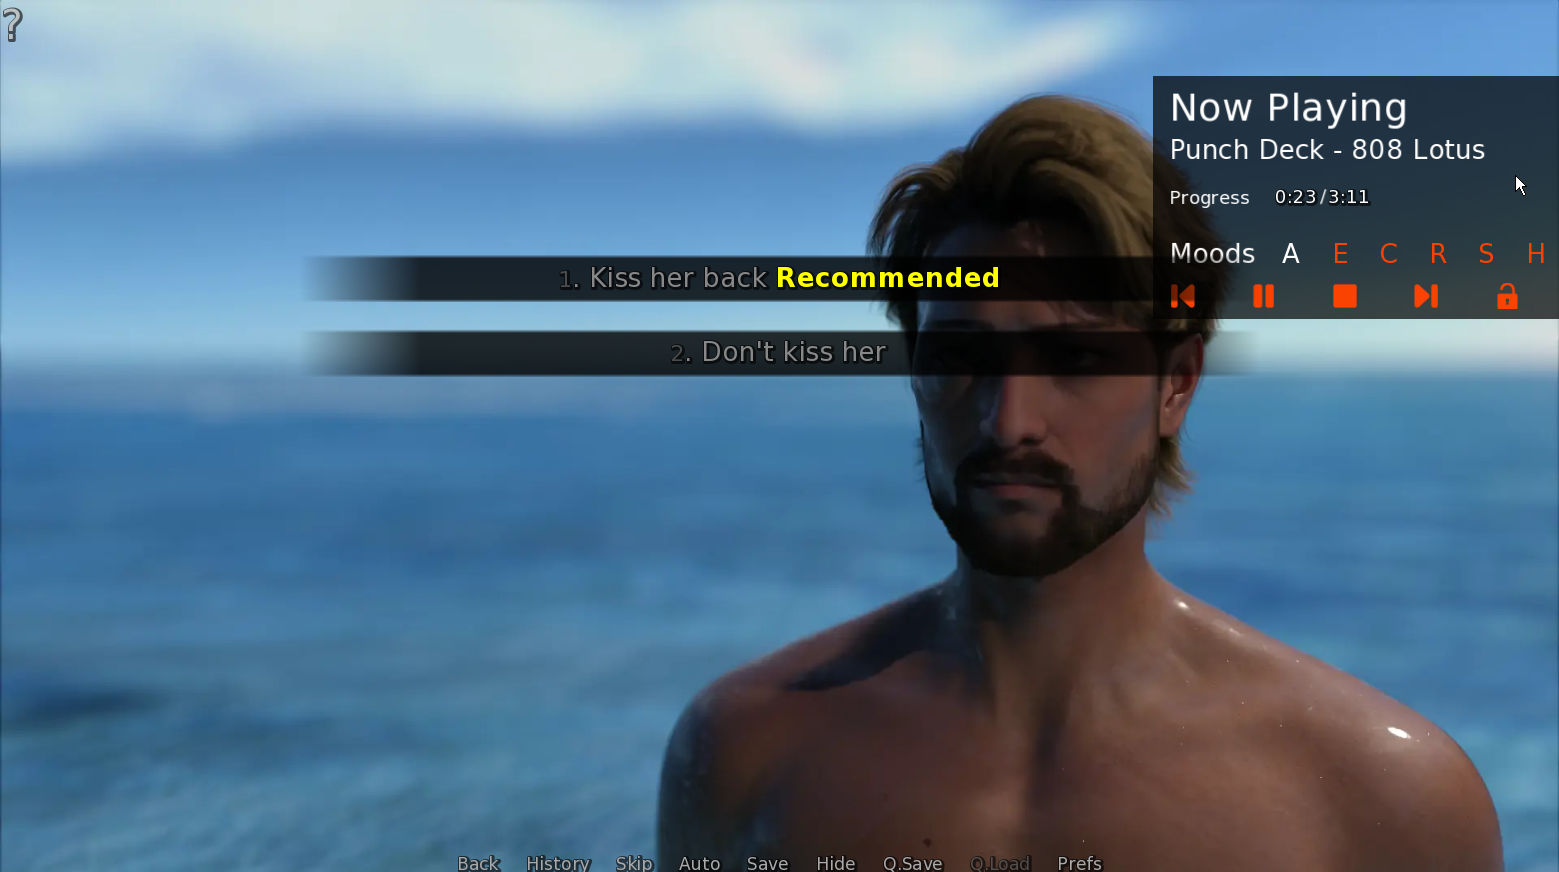 ?
Now Playing
Punch Deck - 808 Lotus
Progress 0:23/3:11
Moods A E C R S H
1. Kiss her back Recommended
2. Don't kiss her
Back History Skip Auto Save Hide Q.Save Q.Load Prefs